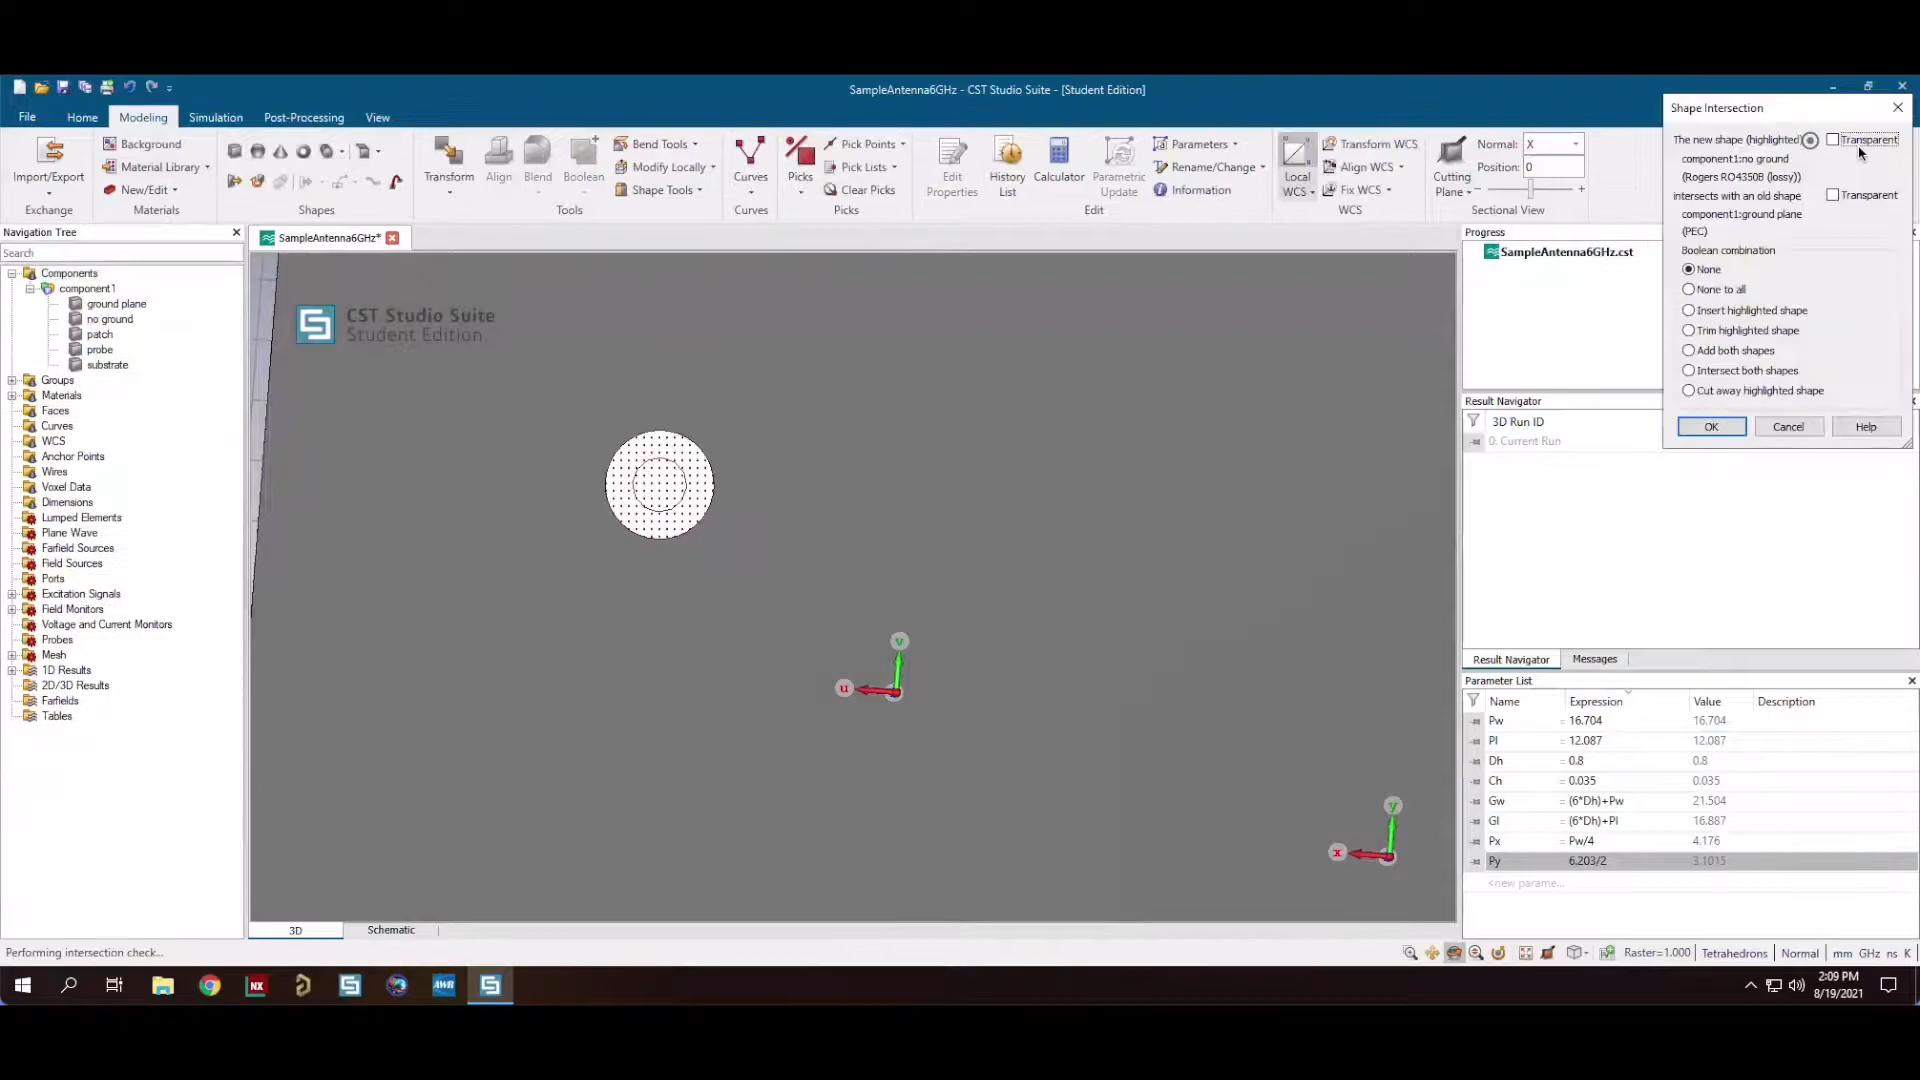 SampleAntenna6GHz - CST Studio Suite - [Student Edition]
File Home Modeling Simulation Post-Processing View
Import/Export
Exchange
Background
Material Library
New/Edit
Materials
Shapes
Transform
Align
Blend
Boolean
Bend Tools
Modify Locally
Shape Tools
Tools
Curves
Curves
Picks
Pick Points
Pick Lists
Clear Picks
Picks
Edit Properties
History List
Calculator
Parametric Update
Parameters
Rename/Change
Information
Edit
Local WCS
Transform WCS
Align WCS
Fix WCS
WCS
Cutting Plane
Normal: X
Position: 0
Sectional View
Shape Intersection
The new shape (highlighted) Transparent
component1:no ground
(Rogers RO4350B (lossy))
intersects with an old shape Transparent
component1:ground plane
(PEC)
Boolean combination
None
None to all
Insert highlighted shape
Trim highlighted shape
Add both shapes
Intersect both shapes
Cut away highlighted shape
OK Cancel Help
Navigation Tree
Search
Components
component1
ground plane
no ground
patch
probe
substrate
Groups
Materials
Faces
Curves
WCS
Anchor Points
Wires
Voxel Data
Dimensions
Lumped Elements
Plane Wave
Farfield Sources
Field Sources
Ports
Excitation Signals
Field Monitors
Voltage and Current Monitors
Probes
Mesh
1D Results
2D/3D Results
Farfields
Tables
SampleAntenna6GHz*
CST Studio Suite
Student Edition
v
u
y
x
3D Schematic
Progress
SampleAntenna6GHz.cst
Result Navigator
3D Run ID
0: Current Run
Result Navigator Messages
Parameter List
Name Expression Value Description
Pw = 16.704 16.704
Pl = 12.087 12.087
Dh = 0.8 0.8
Ch = 0.035 0.035
Gw = (6*Dh)+Pw 21.504
Gl = (6*Dh)+Pl 16.887
Px = Pw/4 4.176
Py 6.203/2 3.1015
<new parame...
Performing intersection check...
Raster=1.000 Tetrahedrons Normal mm GHz ns K
NX
AWR
2:09 PM
8/19/2021